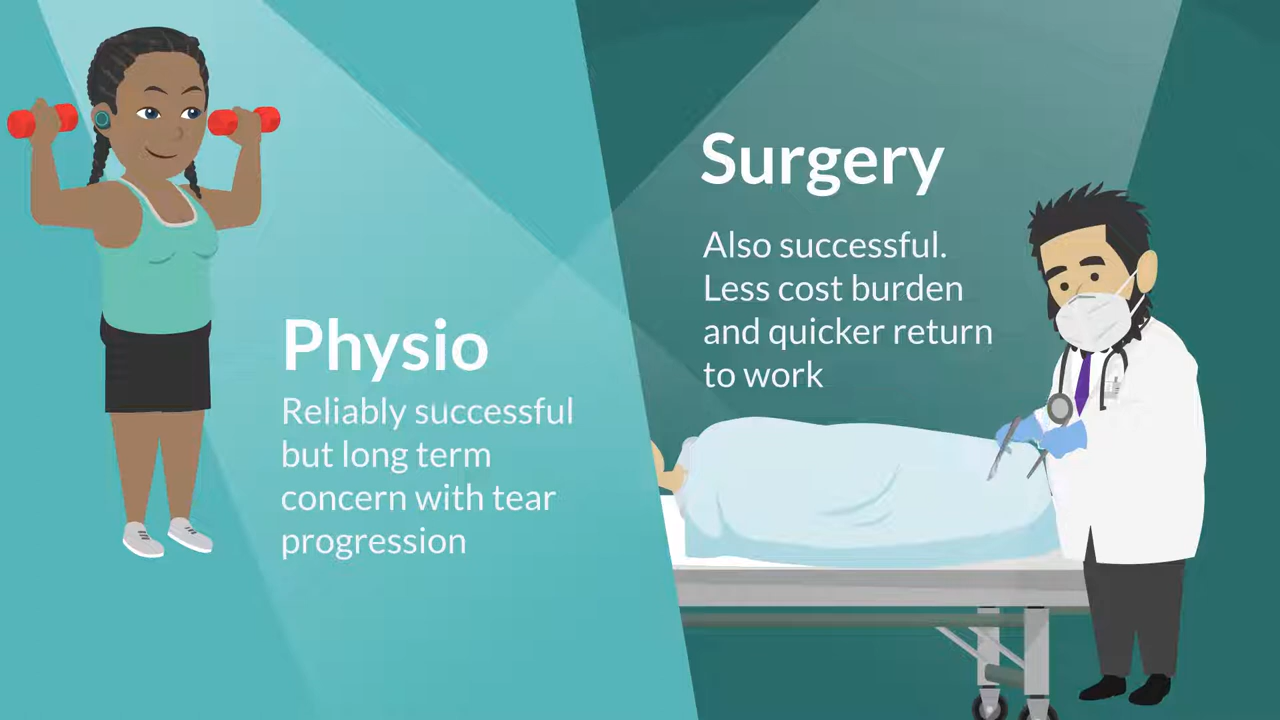 Physio
Reliably successful
but long term
concern with tear
progression
Surgery
Also successful.
Less cost burden
and quicker return
to work